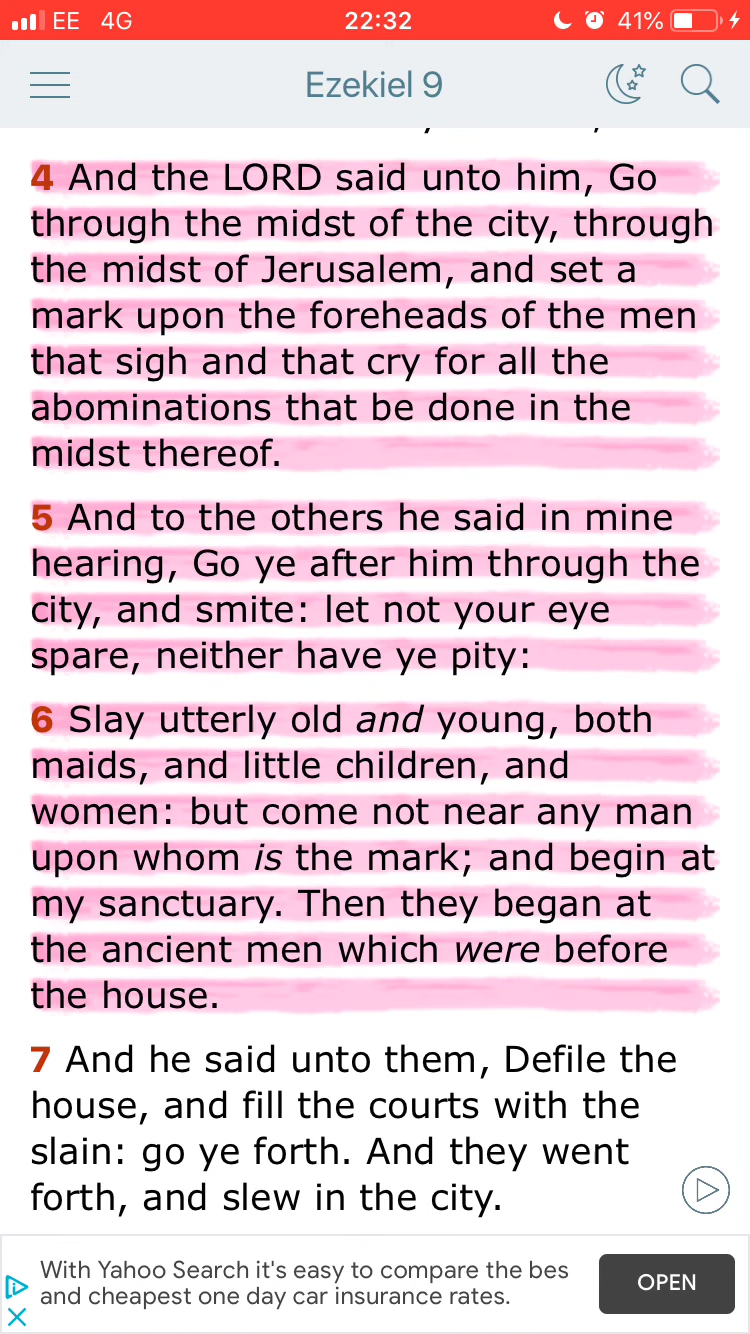 EE 4G 22:32 41%
Ezekiel 9
4 And the LORD said unto him, Go
through the midst of the city, through
the midst of Jerusalem, and set a
mark upon the foreheads of the men
that sigh and that cry for all the
abominations that be done in the
midst thereof.
5 And to the others he said in mine
hearing, Go ye after him through the
city, and smite: let not your eye
spare, neither have ye pity:
6 Slay utterly old and young, both
maids, and little children, and
women: but come not near any man
upon whom is the mark; and begin at
my sanctuary. Then they began at
the ancient men which were before
the house.
7 And he said unto them, Defile the
house, and fill the courts with the
slain: go ye forth. And they went
forth, and slew in the city.
With Yahoo Search it's easy to compare the bes
and cheapest one day car insurance rates.
OPEN